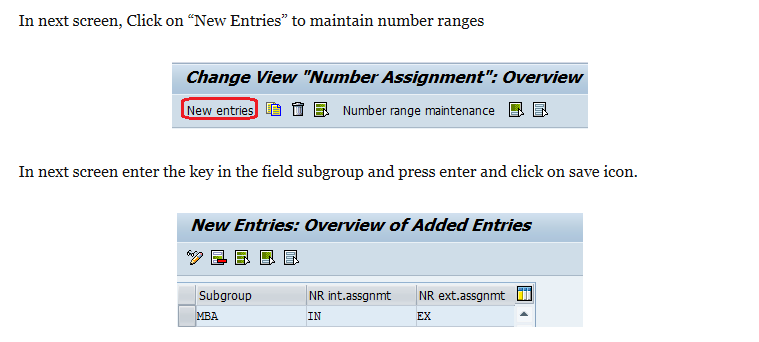 In next screen, Click on “New Entries” to maintain number ranges
Change View "Number Assignment": Overview
New entries Number range maintenance
In next screen enter the key in the field subgroup and press enter and click on save icon.
New Entries: Overview of Added Entries
Subgroup NR int.assgnmt NR ext.assgnmt
MBA IN EX